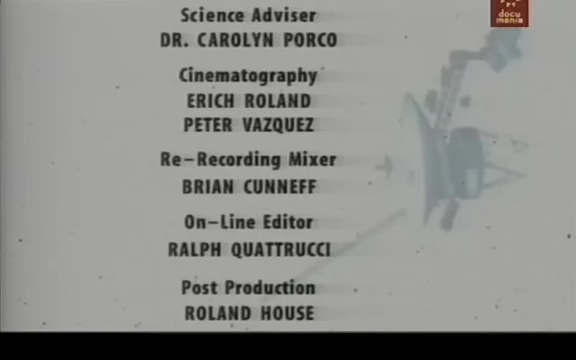 docu
mania
Science Adviser
DR. CAROLYN PORCO
Cinematography
ERICH ROLAND
PETER VAZQUEZ
Re-Recording Mixer
BRIAN CUNNEFF
On-Line Editor
RALPH QUATTRUCCI
Post Production
ROLAND HOUSE